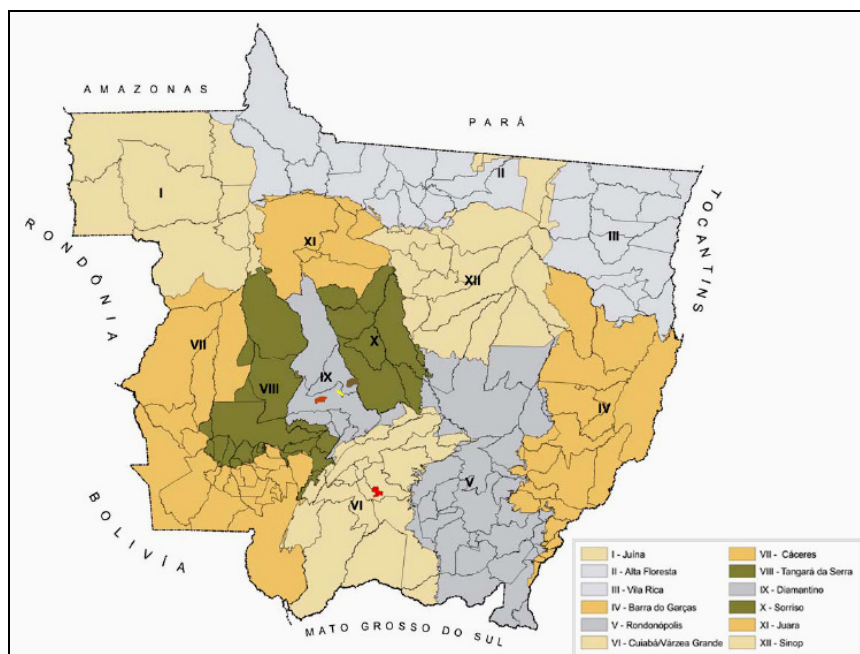 AMAZONAS
PARÁ
TOCANTINS
RONDÔNIA
BOLIVÍA
MATO GROSSO DO SUL
I
II
III
XI
XII
VII
VIII
IX
X
IV
V
VI
I - Juína
II - Alta Floresta
III - Vila Rica
IV - Barra do Garças
V - Rondonópolis
VI - Cuiabá/Várzea Grande
VII - Cáceres
VIII - Tangará da Serra
IX - Diamantino
X - Sorriso
XI - Juara
XII - Sinop